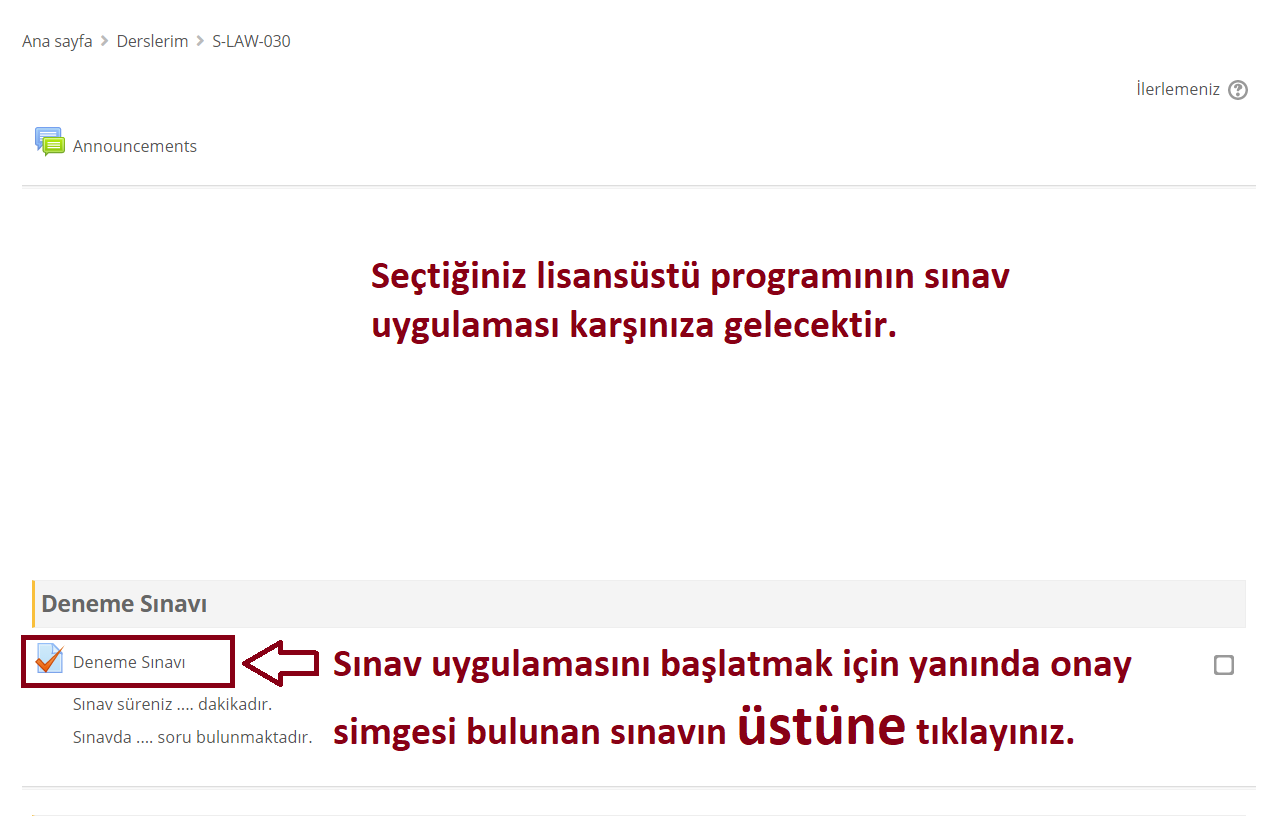 Ana sayfa > Derslerim > S-LAW-030
İlerlemeniz ?
Announcements
Seçtiğiniz lisansüstü programının sınav
uygulaması karşınıza gelecektir.
Deneme Sınavı
Deneme Sınavı
Sınav uygulamasını başlatmak için yanında onay
simgesi bulunan sınavın üstüne tıklayınız.
Sınav süreniz .... dakikadır.
Sınavda .... soru bulunmaktadır.